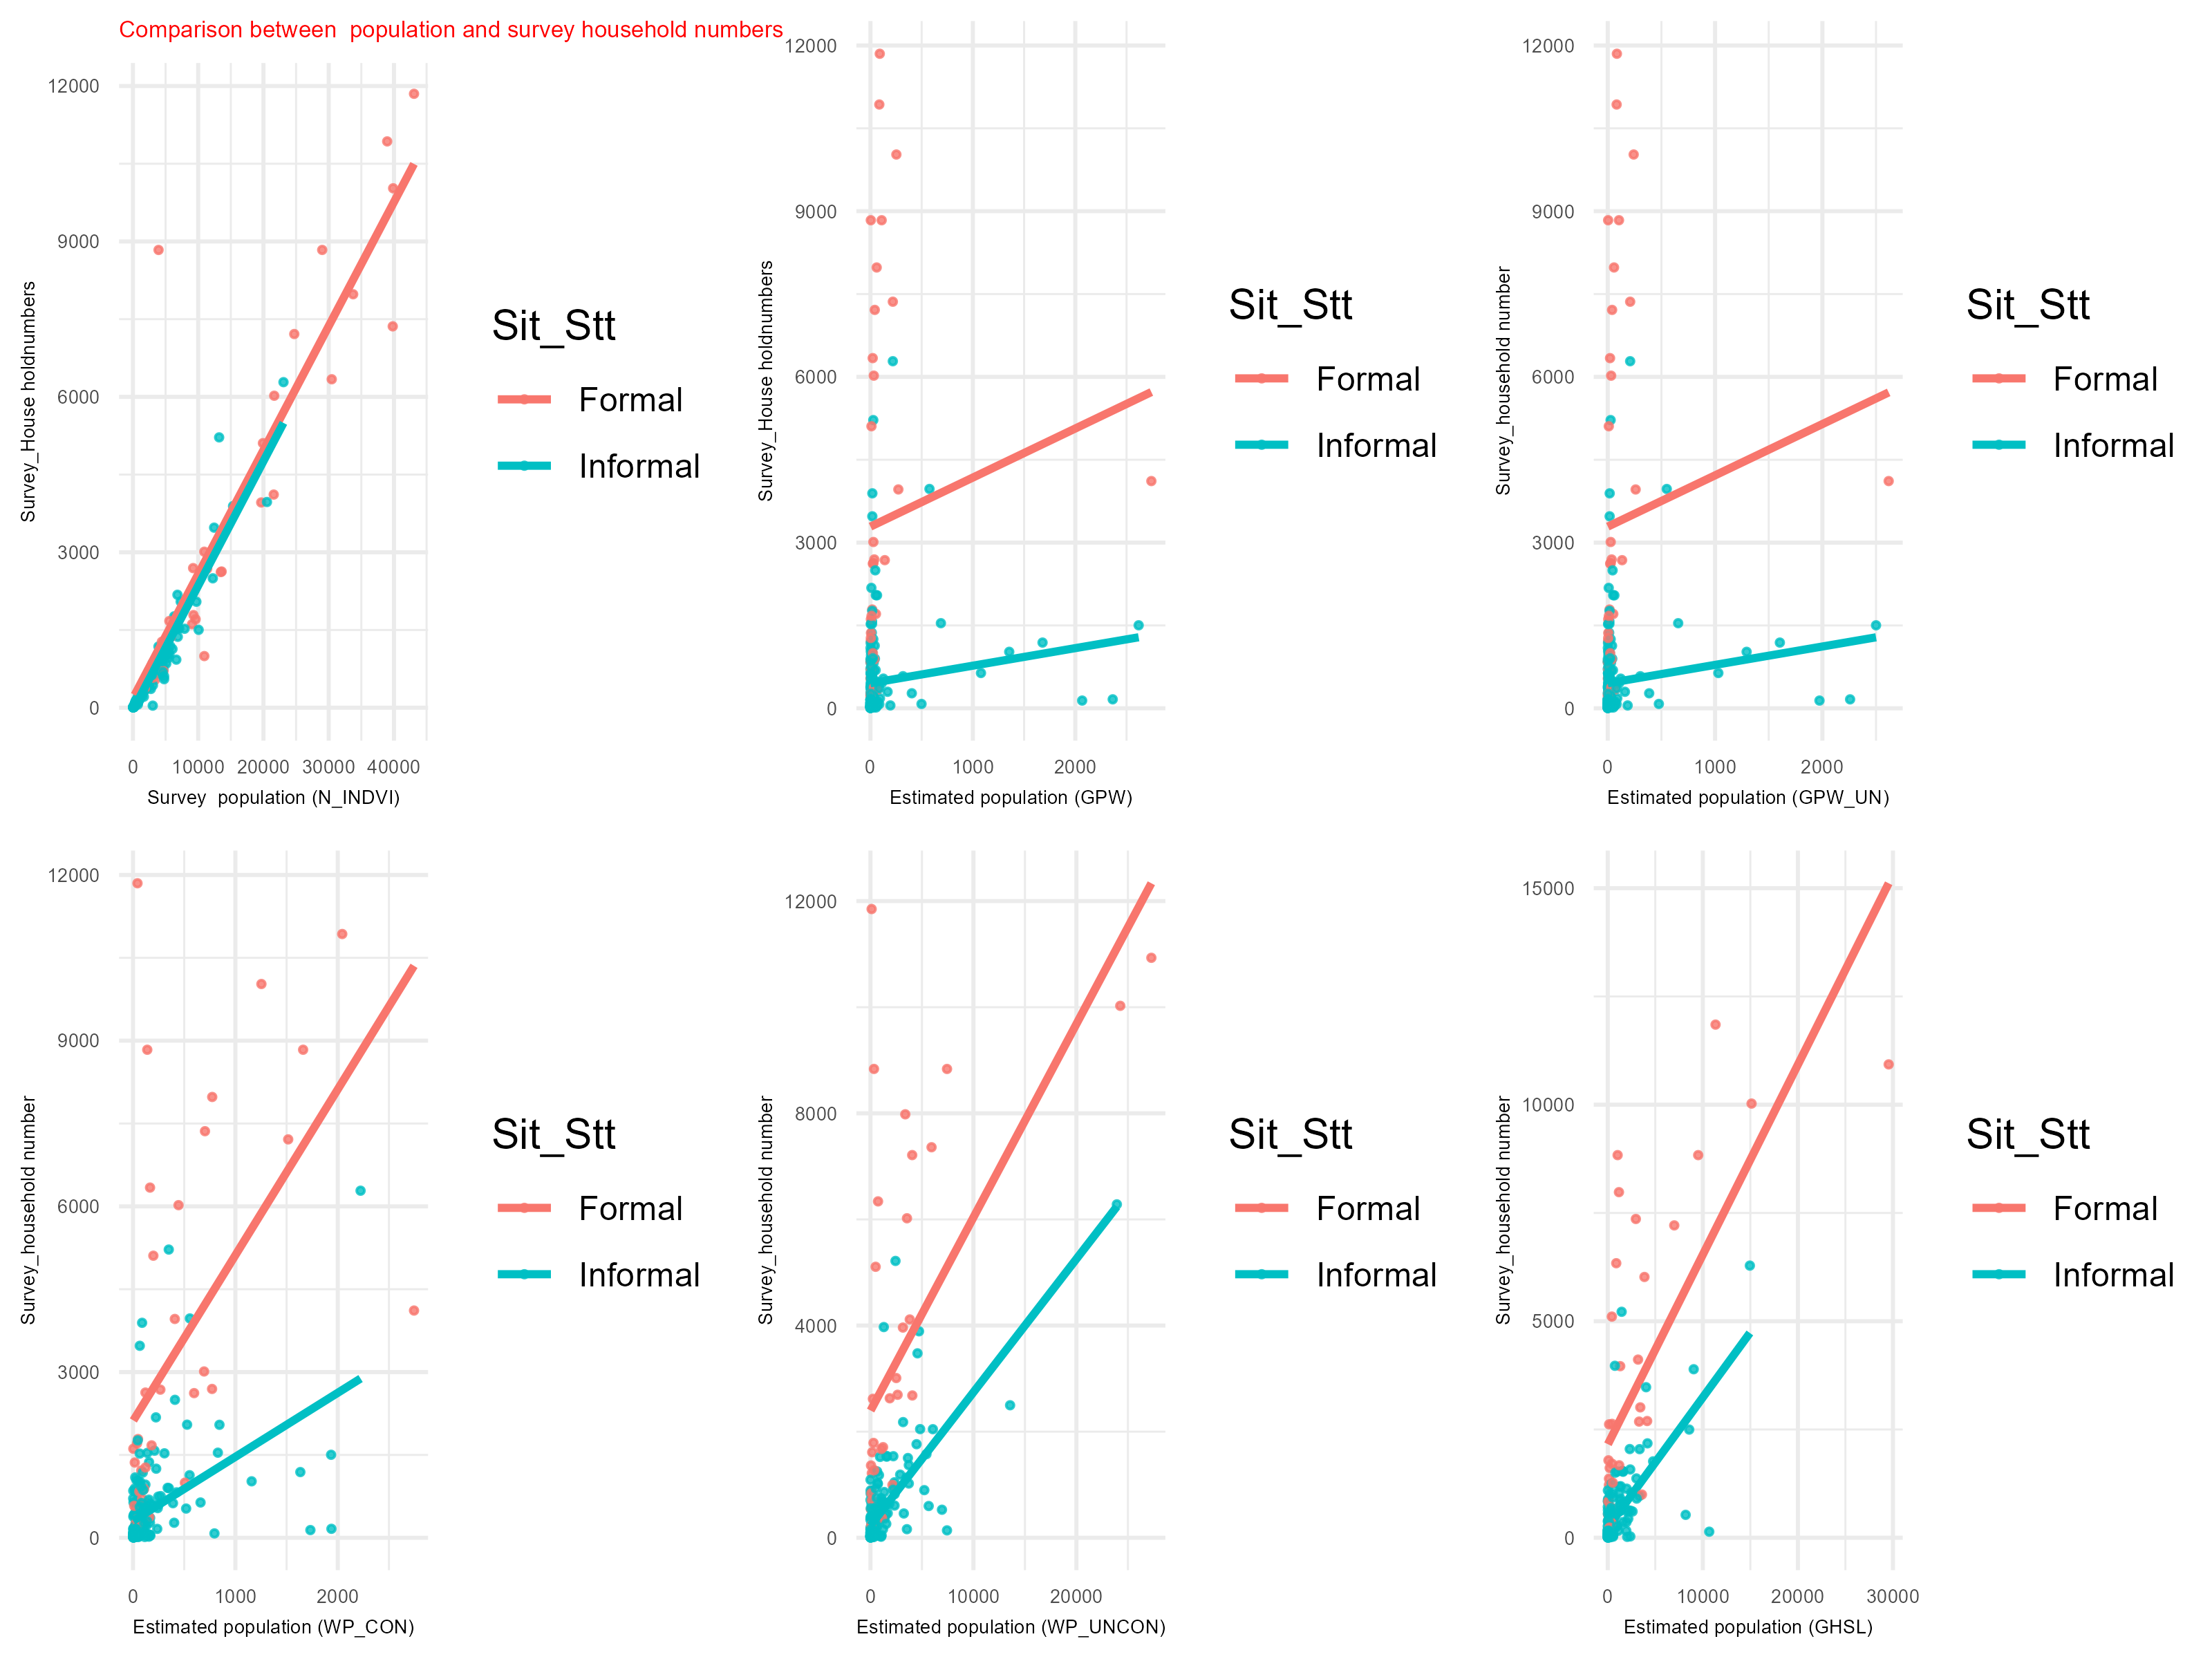 Comparison between  population and survey household numbers
Survey_House holdnumbers
12000
9000
6000
3000
0
0 10000 20000 30000 40000
Survey  population (N_INDVI)
Sit_Stt
Formal
Informal
Survey_House holdnumbers
12000
9000
6000
3000
0
0 1000 2000
Estimated population (GPW)
Sit_Stt
Formal
Informal
Survey_household number
12000
9000
6000
3000
0
0 1000 2000
Estimated population (GPW_UN)
Sit_Stt
Formal
Informal
Survey_household number
12000
9000
6000
3000
0
0 1000 2000
Estimated population (WP_CON)
Sit_Stt
Formal
Informal
Survey_household number
12000
8000
4000
0
0 10000 20000
Estimated population (WP_UNCON)
Sit_Stt
Formal
Informal
Survey_household number
15000
10000
5000
0
0 10000 20000 30000
Estimated population (GHSL)
Sit_Stt
Formal
Informal